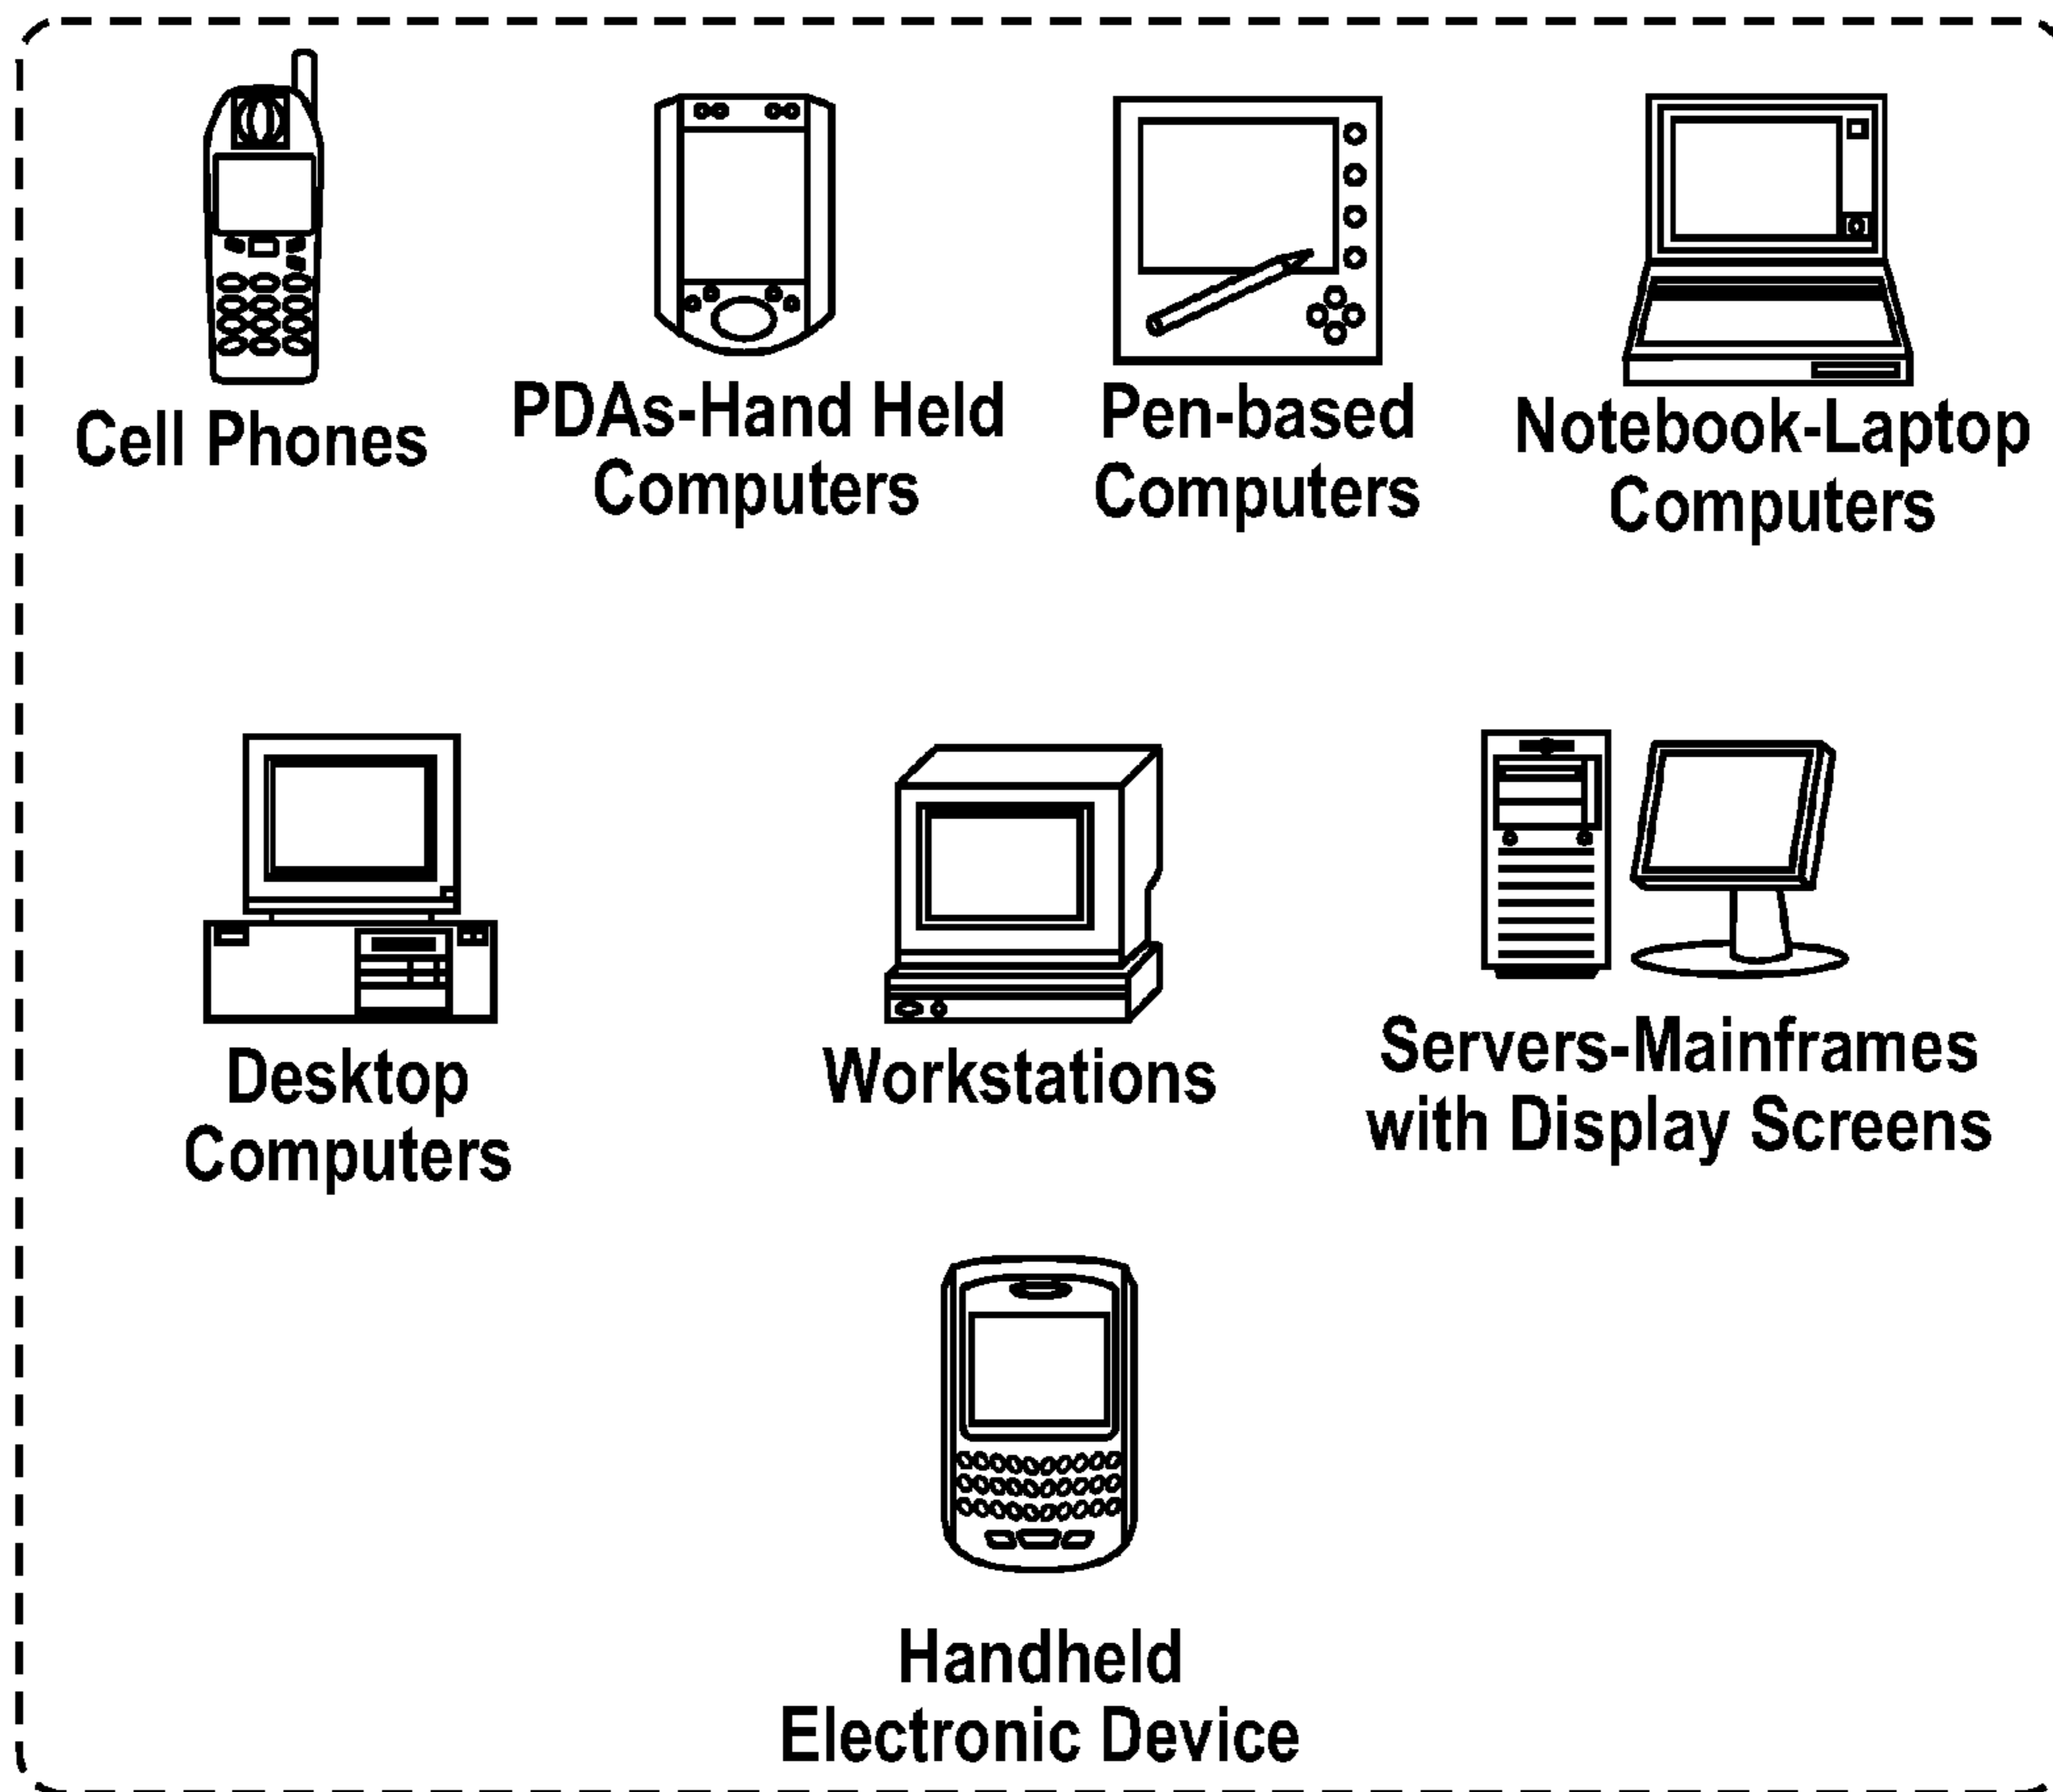 Cell Phones
PDAs-Hand Held
Computers
Pen-based
Computers
Notebook-Laptop
Computers
Desktop
Computers
Workstations
Servers-Mainframes
with Display Screens
Handheld
Electronic Device